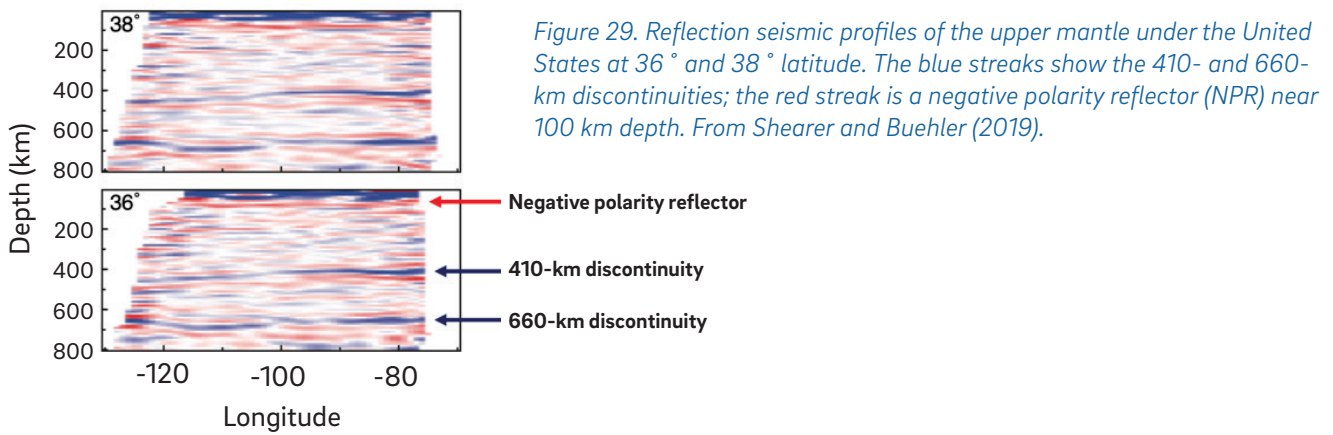 38°
200
400
600
800
Depth (km)
36°
200
400
600
800
-120
-100
-80
Longitude
Negative polarity reflector
410-km discontinuity
660-km discontinuity
Figure 29. Reflection seismic profiles of the upper mantle under the United
States at 36 ° and 38 ° latitude. The blue streaks show the 410- and 660-
km discontinuities; the red streak is a negative polarity reflector (NPR) near
100 km depth. From Shearer and Buehler (2019).